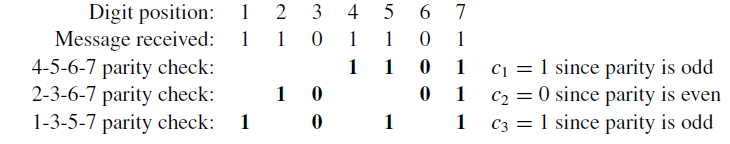 Digit position: 1 2 3 4 5 6 7
Message received: 1 1 0 1 1 0 1
4-5-6-7 parity check: 1 1 0 1 c₁ = 1 since parity is odd
2-3-6-7 parity check: 1 0 0 1 c₂ = 0 since parity is even
1-3-5-7 parity check: 1 0 1 1 c₃ = 1 since parity is odd